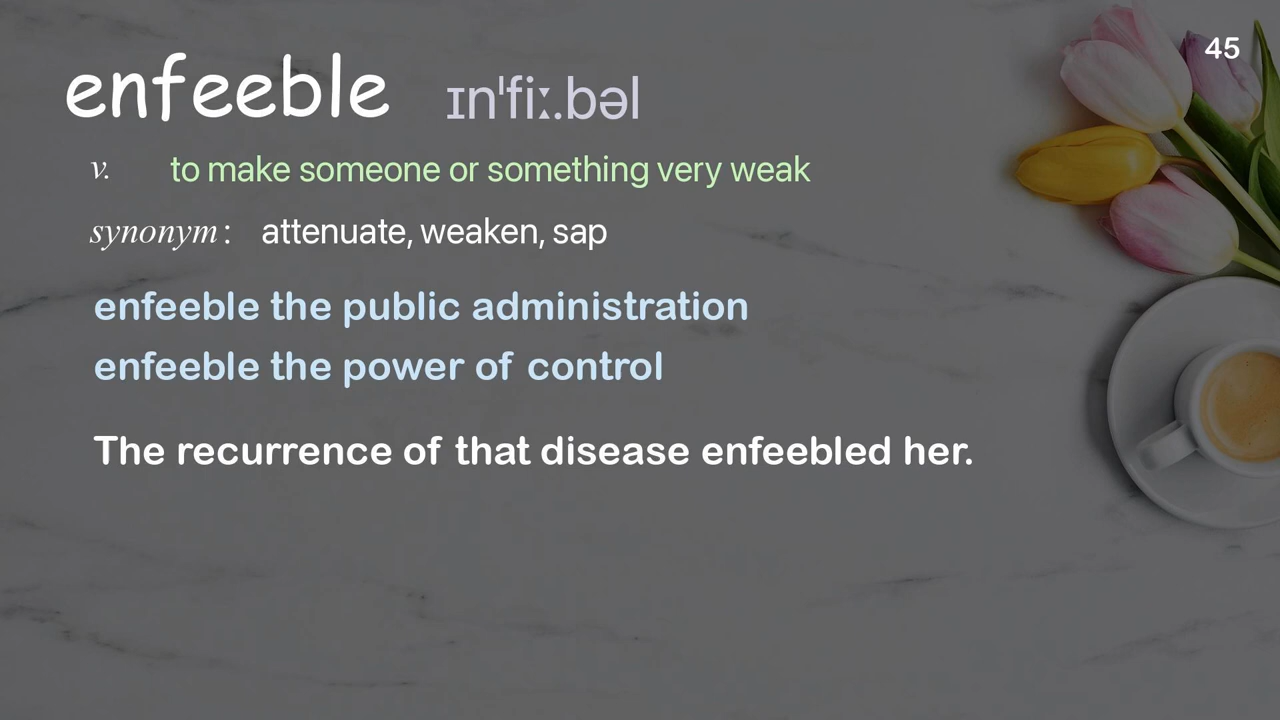 45
enfeeble ɪnˈfiː.bəl
v. to make someone or something very weak
synonym: attenuate, weaken, sap
enfeeble the public administration
enfeeble the power of control
The recurrence of that disease enfeebled her.